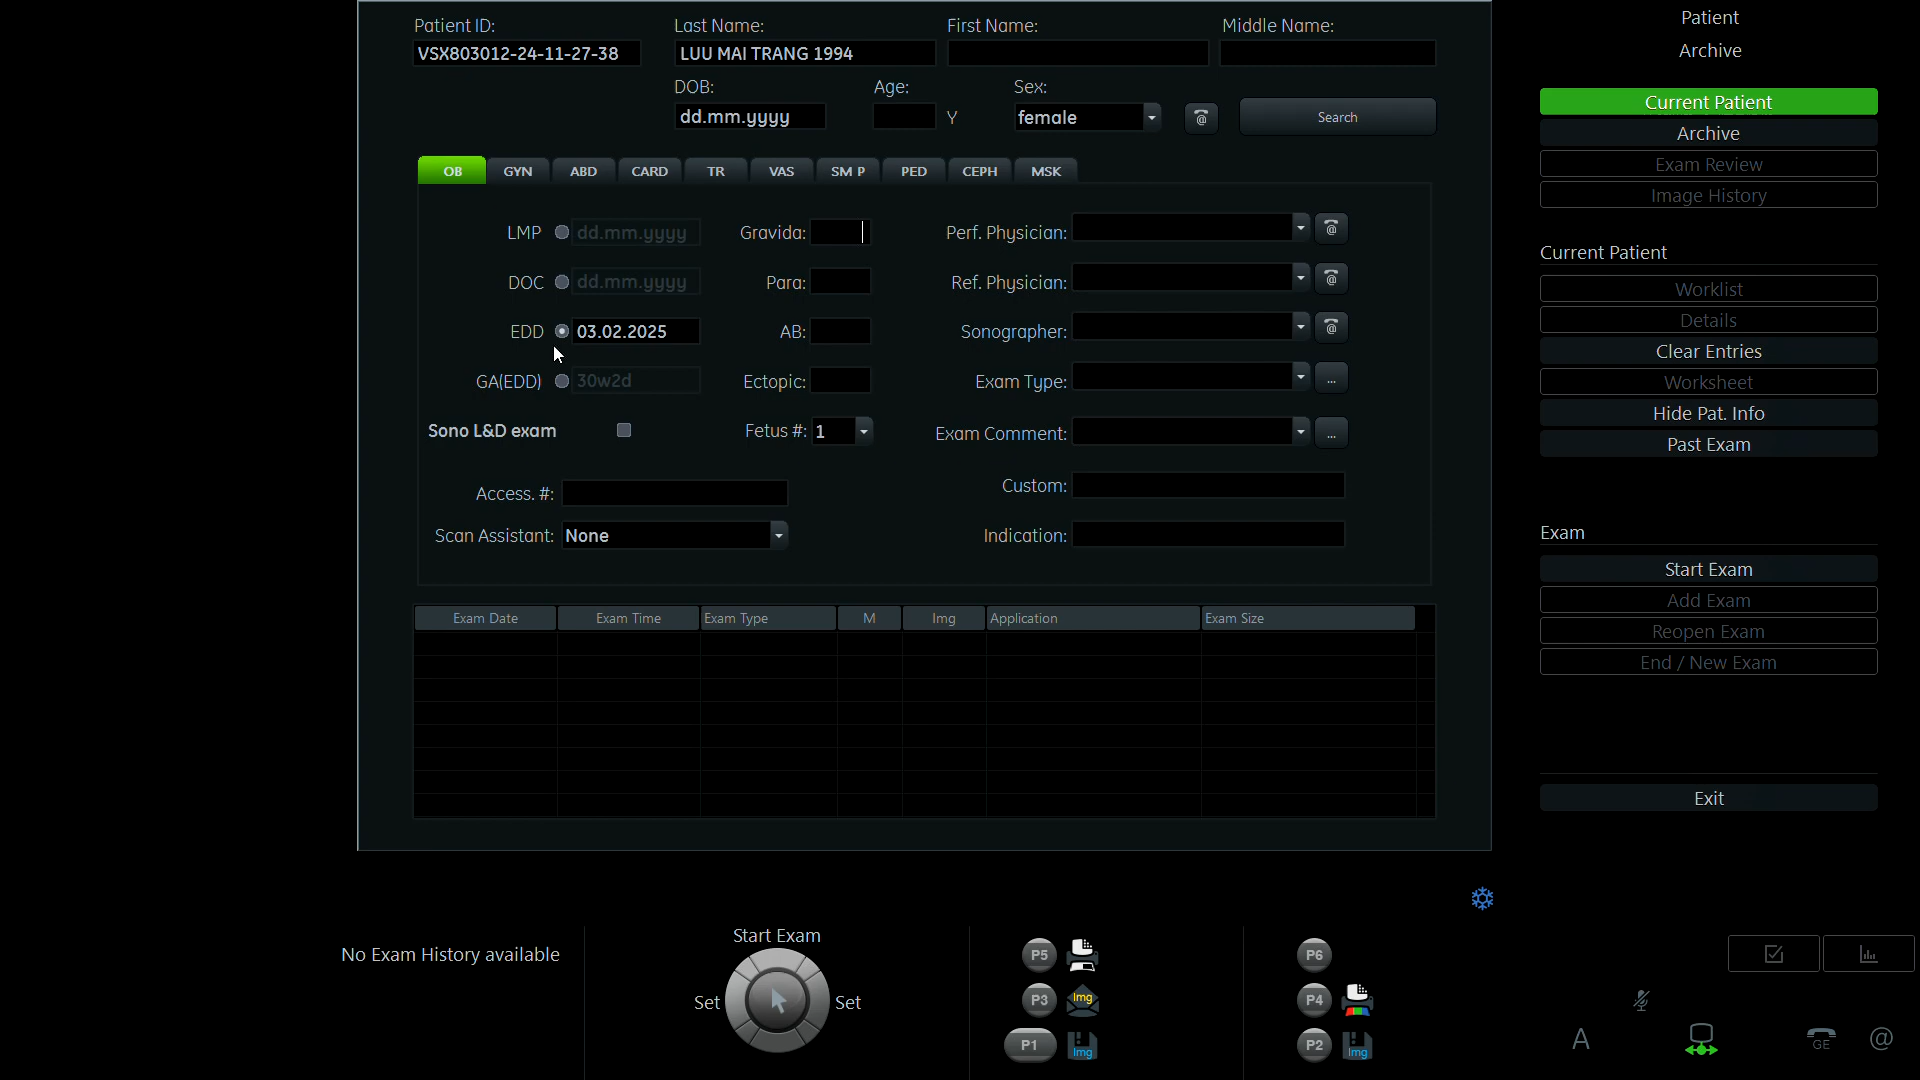 Patient ID: Last Name: First Name: Middle Name:
VSX803012-24-11-27-38 LUU MAI TRANG 1994
DOB: Age: Sex:
dd.mm.yyyy Y female @ Search
OB GYN ABD CARD TR VAS SM P PED CEPH MSK
LMP dd.mm.yyyy Gravida: Perf. Physician: @
DOC dd.mm.yyyy Para: Ref. Physician: @
EDD 03.02.2025 AB: Sonographer: @
GA(EDD) 30w2d Ectopic: Exam Type: ...
Sono L&D exam Fetus #: 1 Exam Comment: ...
Access. #: Custom:
Scan Assistant: None Indication:
Exam Date Exam Time Exam Type M Img Application Exam Size
Patient
Archive
Current Patient
Archive
Exam Review
Image History
Current Patient
Worklist
Details
Clear Entries
Worksheet
Hide Pat. Info
Past Exam
Exam
Start Exam
Add Exam
Reopen Exam
End / New Exam
Exit
No Exam History available
Start Exam
Set Set
P5 P6
P3 Img P4
P1 Img P2 Img
A GE @